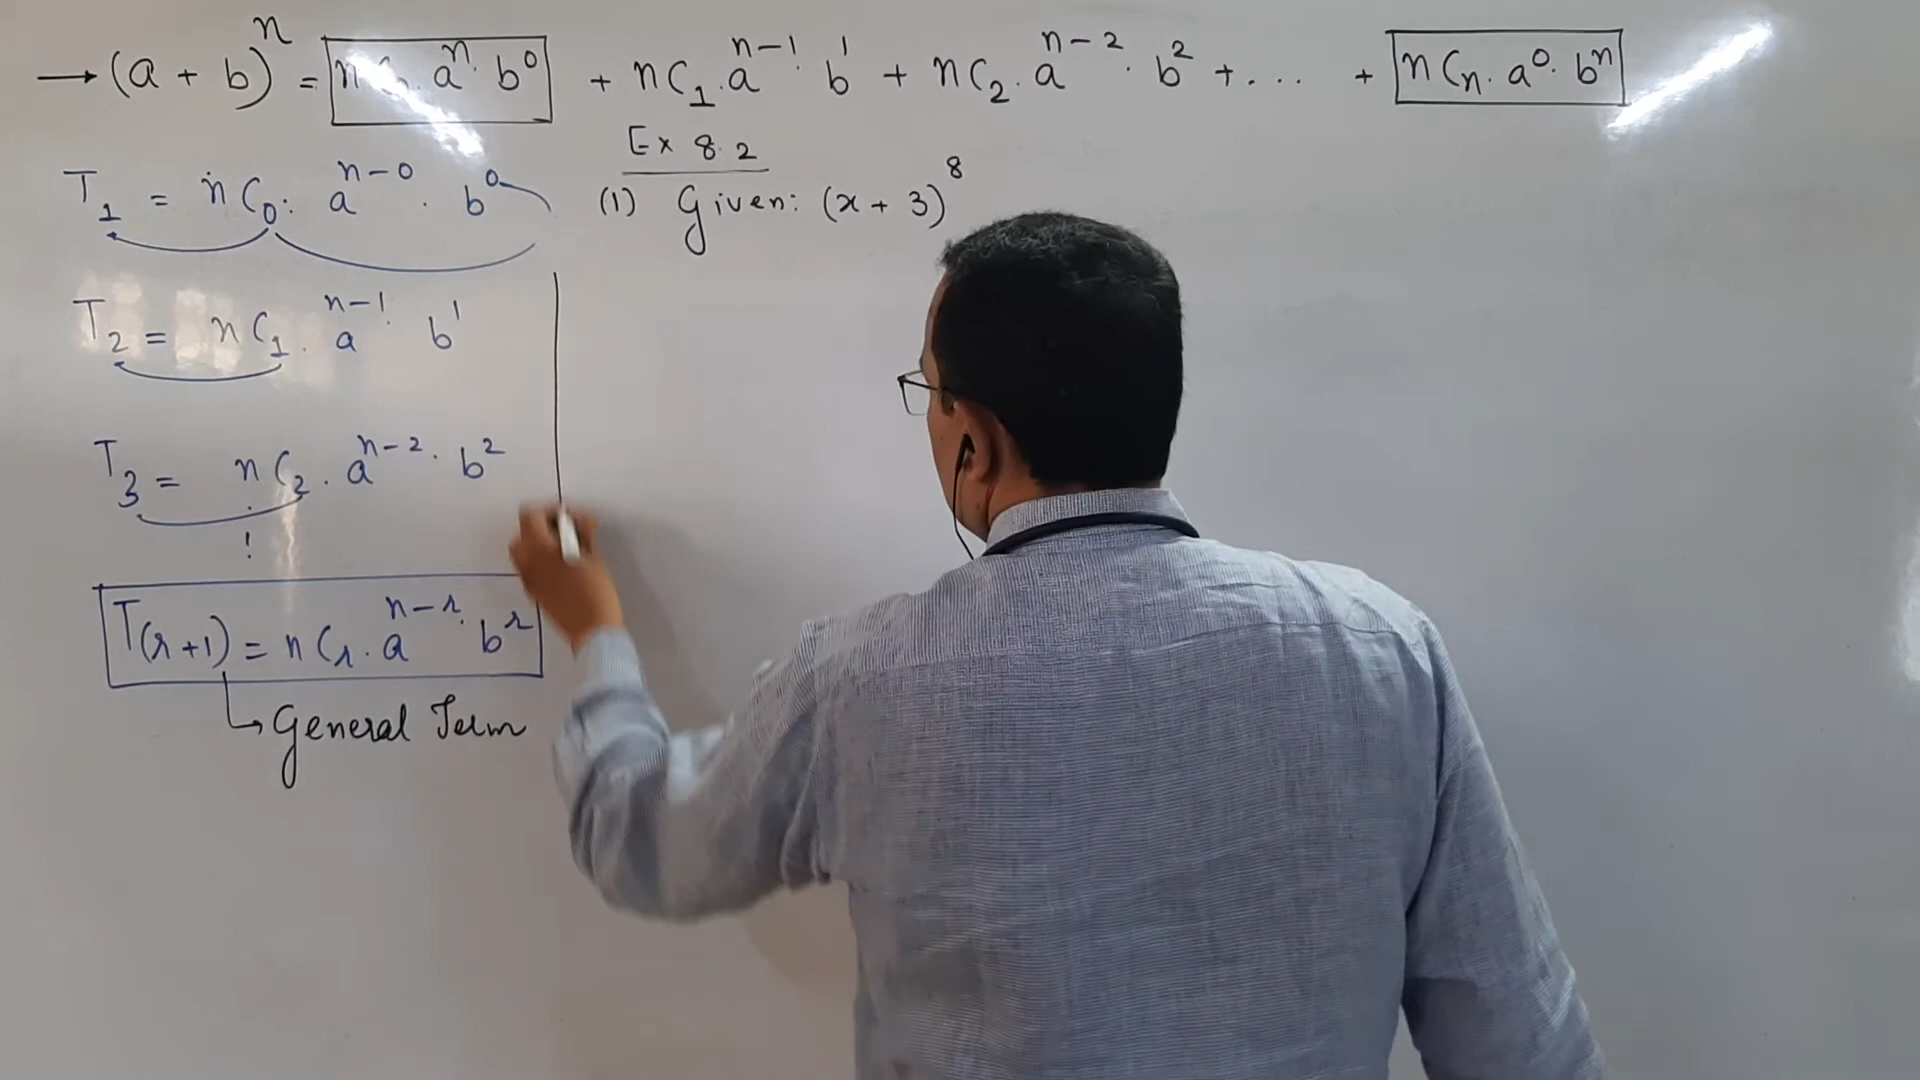 → (a + b)^n = nC₀. a^n. b^0 + nC₁. a^(n-1). b^1 + nC₂. a^(n-2). b^2 + ... + nCₙ. a^0. b^n
Ex 8.2
T₁ = nC₀. a^(n-0). b^0
(1) Given: (x + 3)^8
T₂ = nC₁. a^(n-1). b^1
T₃ = nC₂. a^(n-2). b^2
T(r+1) = nCr. a^(n-r). b^r
↳ General Term